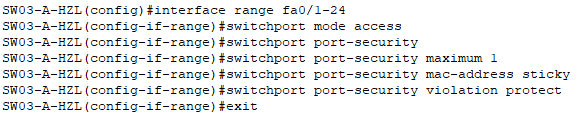 SW03-A-HZL(config)#interface range fa0/1-24
SW03-A-HZL(config-if-range)#switchport mode access
SW03-A-HZL(config-if-range)#switchport port-security
SW03-A-HZL(config-if-range)#switchport port-security maximum 1
SW03-A-HZL(config-if-range)#switchport port-security mac-address sticky
SW03-A-HZL(config-if-range)#switchport port-security violation protect
SW03-A-HZL(config-if-range)#exit